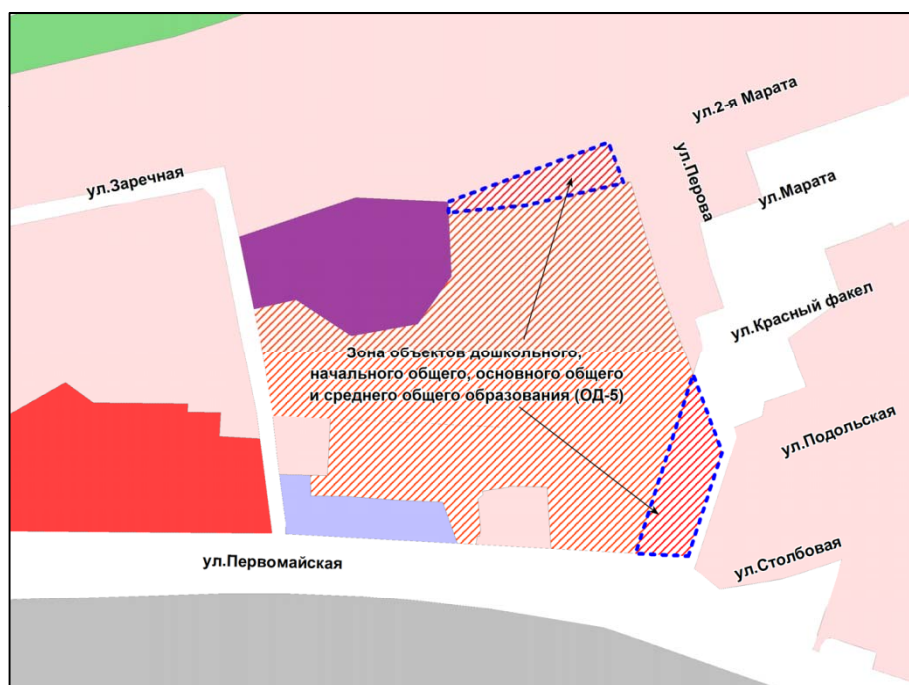 ул.2-я Марата
ул.Заречная
ул.Перова
ул.Марата
ул.Красный факел
Зона объектов дошкольного,
начального общего, основного общего
и среднего общего образования (ОД-5)
ул.Подольская
ул.Первомайская
ул.Столбовая